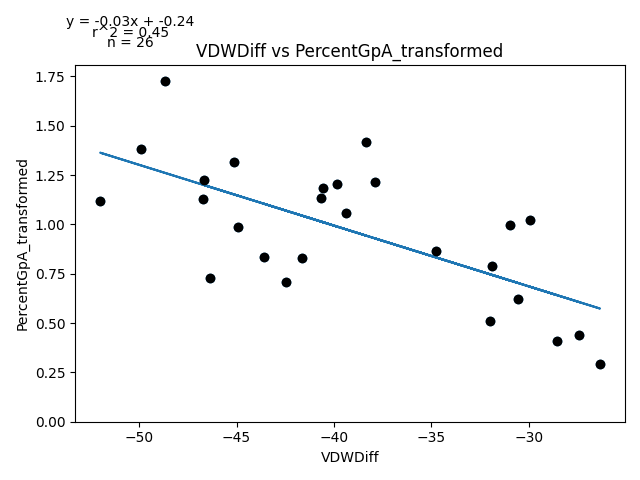 y = -0.03x + -0.24
r^2 = 0.45
n = 26
VDWDiff vs PercentGpA_transformed
PercentGpA_transformed
1.75
1.50
1.25
1.00
0.75
0.50
0.25
0.00
−50
−45
−40
−35
−30
VDWDiff